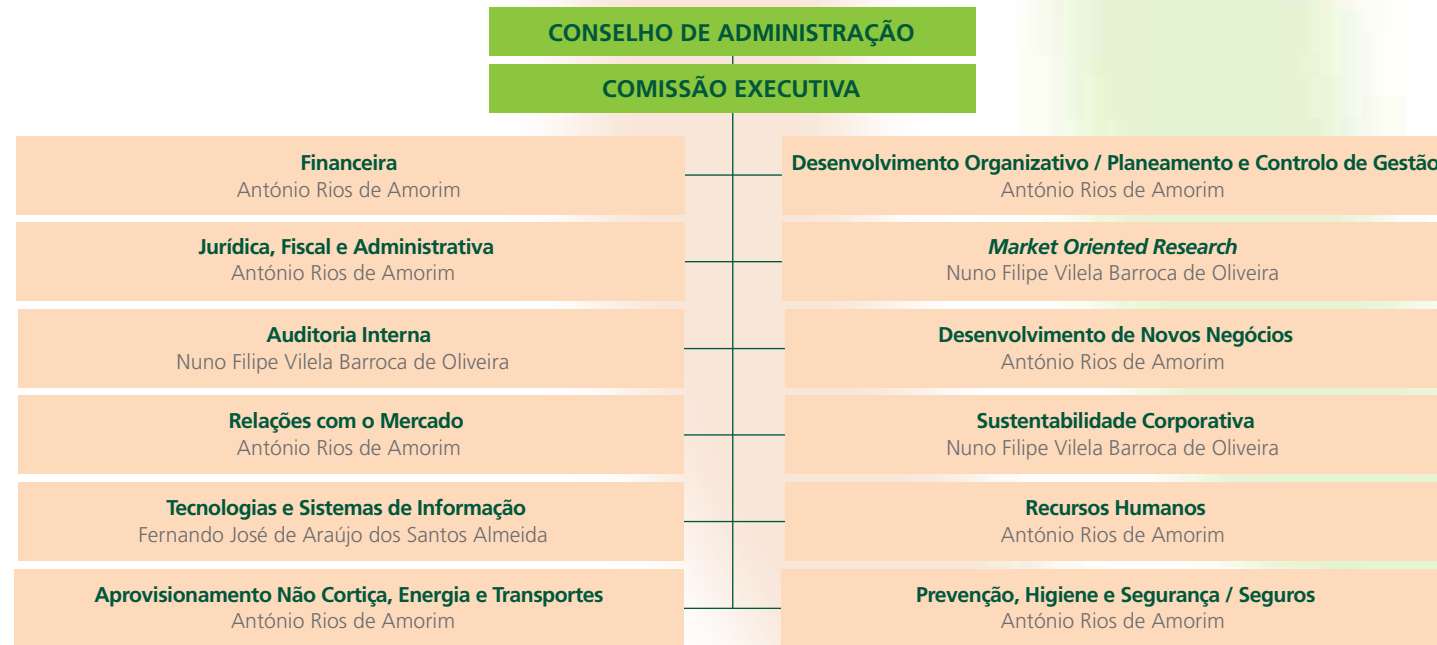 CONSELHO DE ADMINISTRAÇÃO
COMISSÃO EXECUTIVA
Financeira
António Rios de Amorim
Desenvolvimento Organizativo / Planeamento e Controlo de Gestão
António Rios de Amorim
Jurídica, Fiscal e Administrativa
António Rios de Amorim
Market Oriented Research
Nuno Filipe Vilela Barroca de Oliveira
Auditoria Interna
Nuno Filipe Vilela Barroca de Oliveira
Desenvolvimento de Novos Negócios
António Rios de Amorim
Relações com o Mercado
António Rios de Amorim
Sustentabilidade Corporativa
Nuno Filipe Vilela Barroca de Oliveira
Tecnologias e Sistemas de Informação
Fernando José de Araújo dos Santos Almeida
Recursos Humanos
António Rios de Amorim
Aprovisionamento Não Cortiça, Energia e Transportes
António Rios de Amorim
Prevenção, Higiene e Segurança / Seguros
António Rios de Amorim